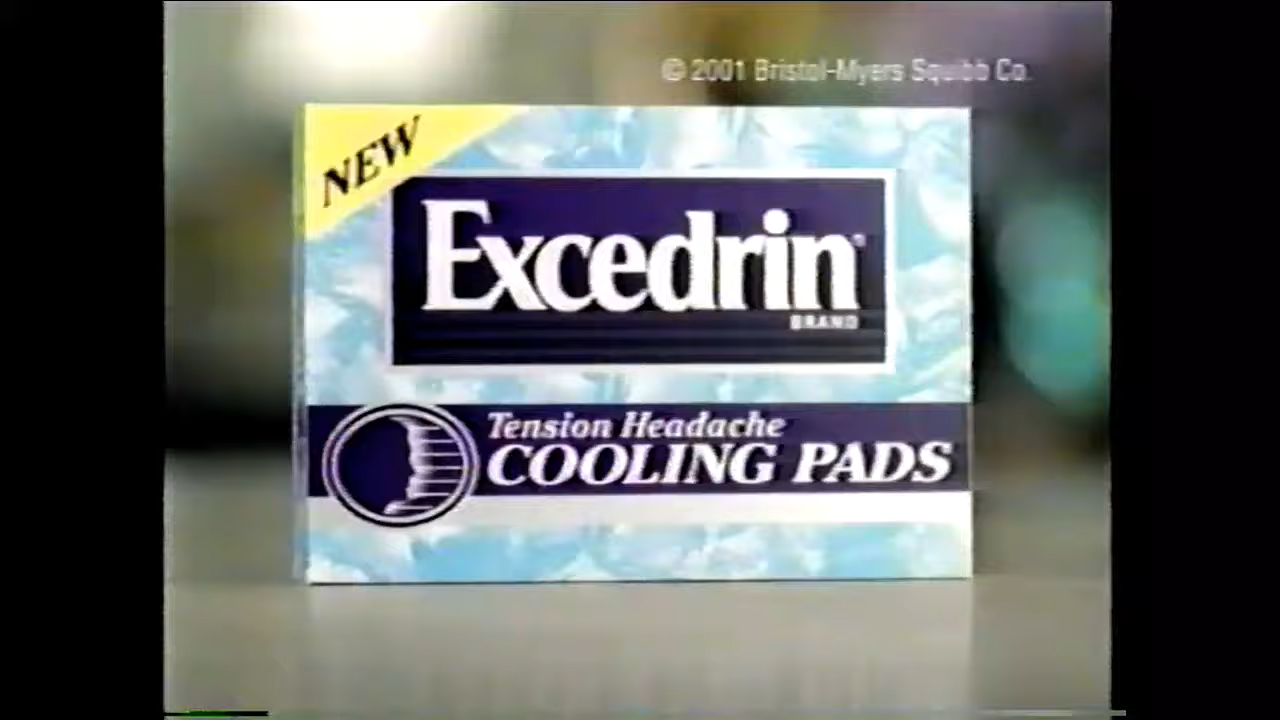 © 2001 Bristol-Myers Squibb Co.
NEW
Excedrin®
BRAND
Tension Headache
COOLING PADS